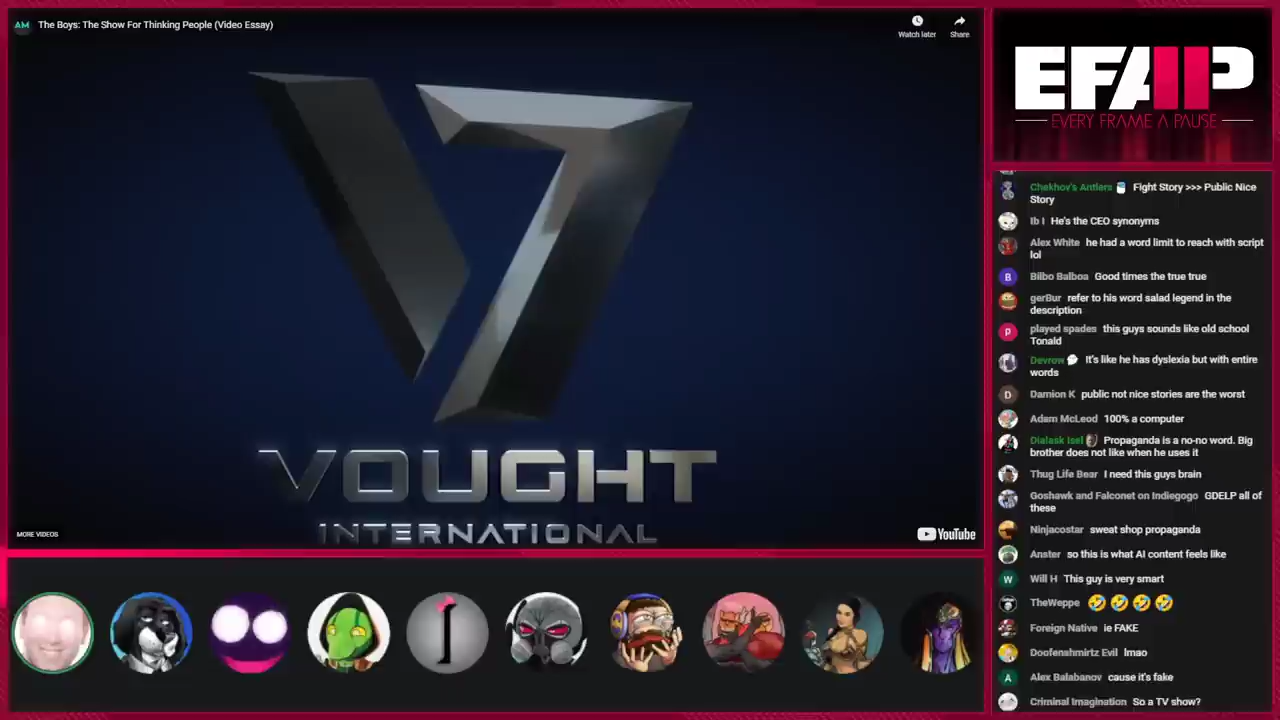 AM The Boys: The Show For Thinking People (Video Essay)
Watch later
Share
VOUGHT
INTERNATIONAL
MORE VIDEOS
YouTube
EFAP
EVERY FRAME A PAUSE
Chekhov's Antlers Fight Story >>> Public Nice
Story
Ib I He's the CEO synonyms
Alex White he had a word limit to reach with script
lol
B Bilbo Balboa Good times the true true
gerBur refer to his word salad legend in the
description
P played spades this guys sounds like old school
Tonald
Devrow It's like he has dyslexia but with entire
words
D Damion K public not nice stories are the worst
Adam McLeod 100% a computer
Dialask Isel Propaganda is a no-no word. Big
brother does not like when he uses it
Thug Life Bear I need this guys brain
Goshawk and Falconet on Indiegogo GDELP all of
these
Ninjacostar sweat shop propaganda
Anster so this is what AI content feels like
W Will H This guy is very smart
TheWeppe 🤣🤣🤣🤣
Foreign Native ie FAKE
Doofenshmirtz Evil lmao
A Alex Balabanov cause it's fake
Criminal Imagination So a TV show?